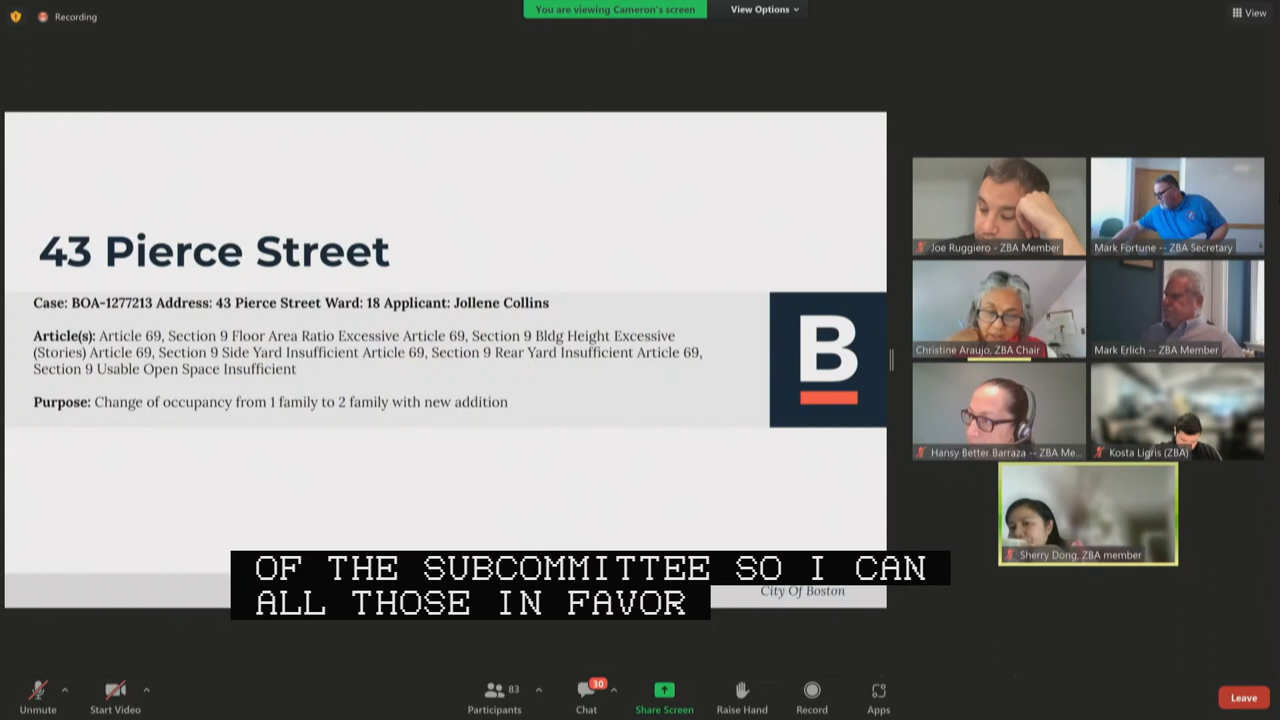 Recording
You are viewing Cameron's screen
View Options
View
43 Pierce Street
Case: BOA-1277213 Address: 43 Pierce Street Ward: 18 Applicant: Jollene Collins
Article(s): Article 69, Section 9 Floor Area Ratio Excessive Article 69, Section 9 Bldg Height Excessive
(Stories) Article 69, Section 9 Side Yard Insufficient Article 69, Section 9 Rear Yard Insufficient Article 69,
Section 9 Usable Open Space Insufficient
Purpose: Change of occupancy from 1 family to 2 family with new addition
B
City Of Boston
Joe Ruggiero - ZBA Member
Mark Fortune -- ZBA Secretary
Christine Araujo, ZBA Chair
Mark Erlich -- ZBA Member
Hansy Better Barraza -- ZBA Me...
Kosta Ligris (ZBA)
Sherry Dong, ZBA member
OF THE SUBCOMMITTEE SO I CAN
ALL THOSE IN FAVOR
Unmute
Start Video
83
Participants
30
Chat
Share Screen
Raise Hand
Record
Apps
Leave